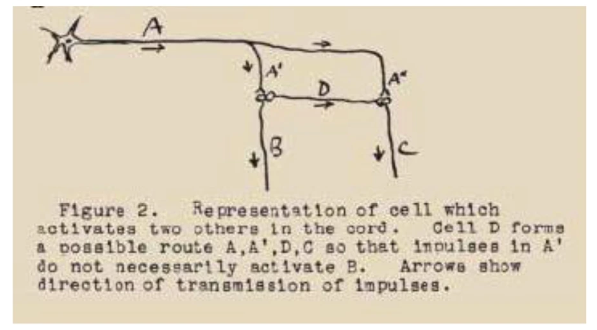 A
A'
A"
D
B
C
Figure 2. Representation of cell which
activates two others in the cord. Cell D forms
a possible route A,A',D,C so that impulses in A'
do not necessarily activate B. Arrows show
direction of transmission of impulses.